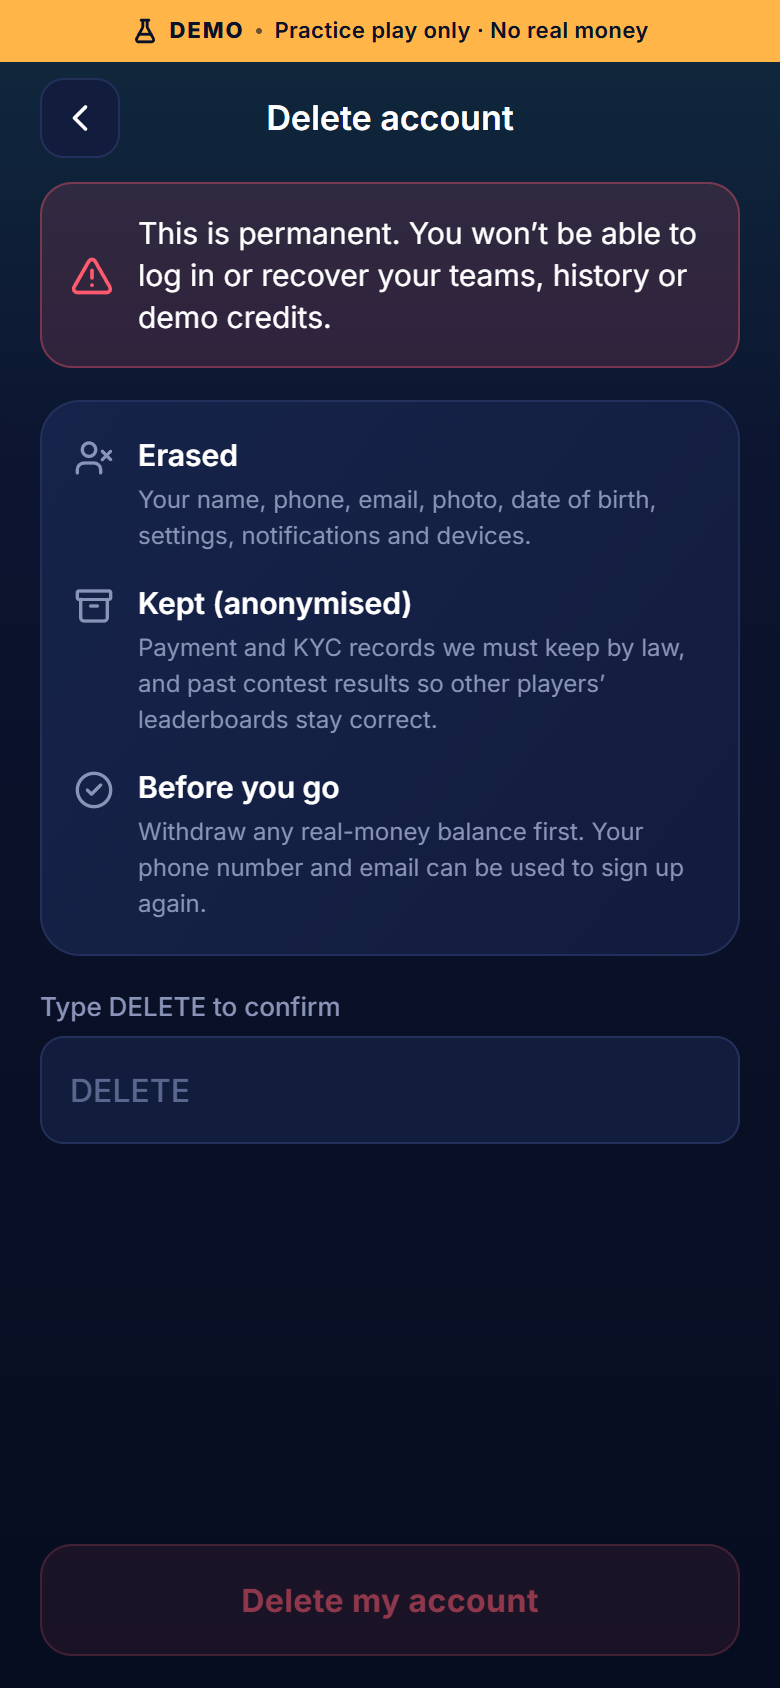 DEMO • Practice play only · No real money
Delete account
This is permanent. You won’t be able to
log in or recover your teams, history or
demo credits.
Erased
Your name, phone, email, photo, date of birth,
settings, notifications and devices.
Kept (anonymised)
Payment and KYC records we must keep by law,
and past contest results so other players’
leaderboards stay correct.
Before you go
Withdraw any real-money balance first. Your
phone number and email can be used to sign up
again.
Type DELETE to confirm
DELETE
Delete my account